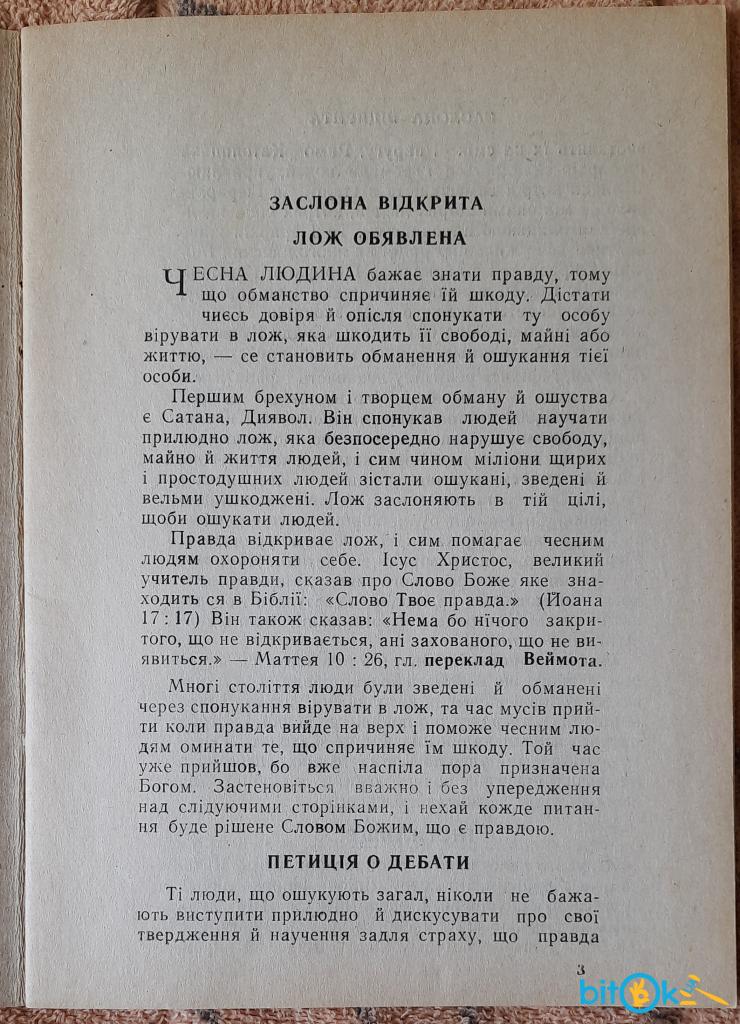 ЗАСЛОНА ВІДКРИТА
ЛОЖ ОБЯВЛЕНА
ЧЕСНА ЛЮДИНА бажає знати правду, тому
що обманство спричиняє їй шкоду. Дістати
чиєсь довіря й опісля спонукати ту особу
вірувати в лож, яка шкодить її свободі, майні або
життю, — се становить обманення й ошукання тієї
особи.
Першим брехуном і творцем обману й ошуства
є Сатана, Диявол. Він спонукав людей научати
прилюдно лож, яка безпосередно нарушує свободу,
майно й життя людей, і сим чином міліони щирих
і простодушних людей зістали ошукані, зведені й
вельми ушкоджені. Лож заслоняють в тій цілі,
щоби ошукати людей.
Правда відкриває лож, і сим помагає чесним
людям охороняти себе. Ісус Христос, великий
учитель правди, сказав про Слово Боже яке зна-
ходить ся в Біблії: «Слово Твоє правда.» (Йоана
17 : 17) Він також сказав: «Нема бо нїчого закри-
того, що не відкривається, ані захованого, що не ви-
явиться.» — Маттея 10 : 26, гл. переклад Веймота.
Многі століття люди були зведені й обманені
через спонукання вірувати в лож, та час мусів прий-
ти коли правда вийде на верх і поможе чесним лю-
дям оминати те, що спричиняє їм шкоду. Той час
уже прийшов, бо вже наспіла пора призначена
Богом. Застеновіться вважно і без упередження
над слідуючими сторінками, і нехай кожде питан-
ня буде рішене Словом Божим, що є правдою.
ПЕТИЦІЯ О ДЕБАТИ
Ті люди, що ошукують загал, ніколи не бажа-
ють виступити прилюдно й дискусувати про свої
твердження й научення задля страху, що правда
3
bitok